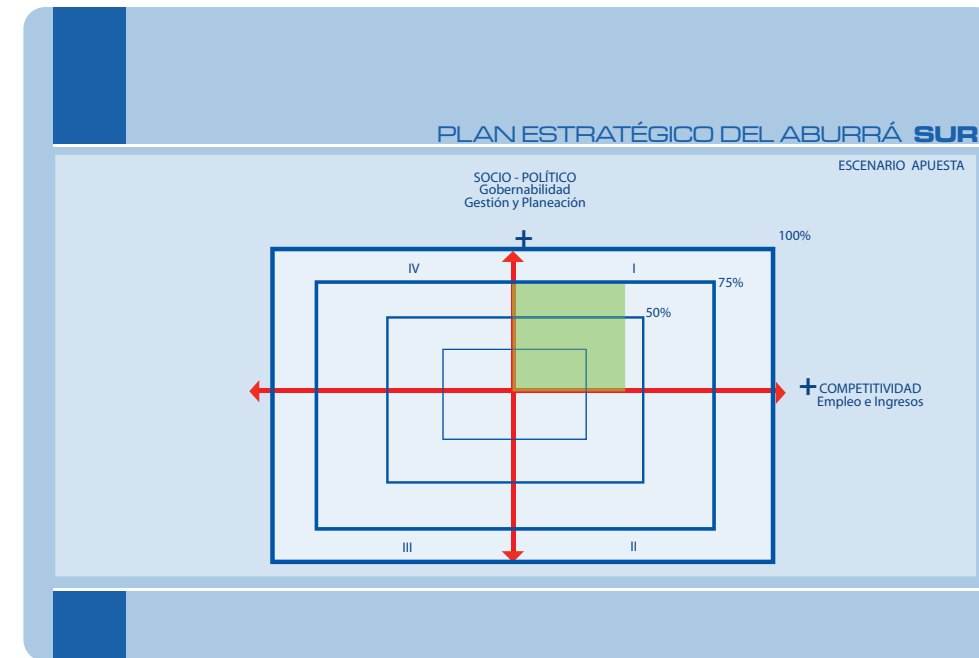 PLAN ESTRATÉGICO DEL ABURRÁ SUR
ESCENARIO APUESTA
SOCIO - POLÍTICO
Gobernabilidad
Gestión y Planeación
+
100%
IV
I
75%
50%
+ COMPETITIVIDAD
Empleo e Ingresos
III
II